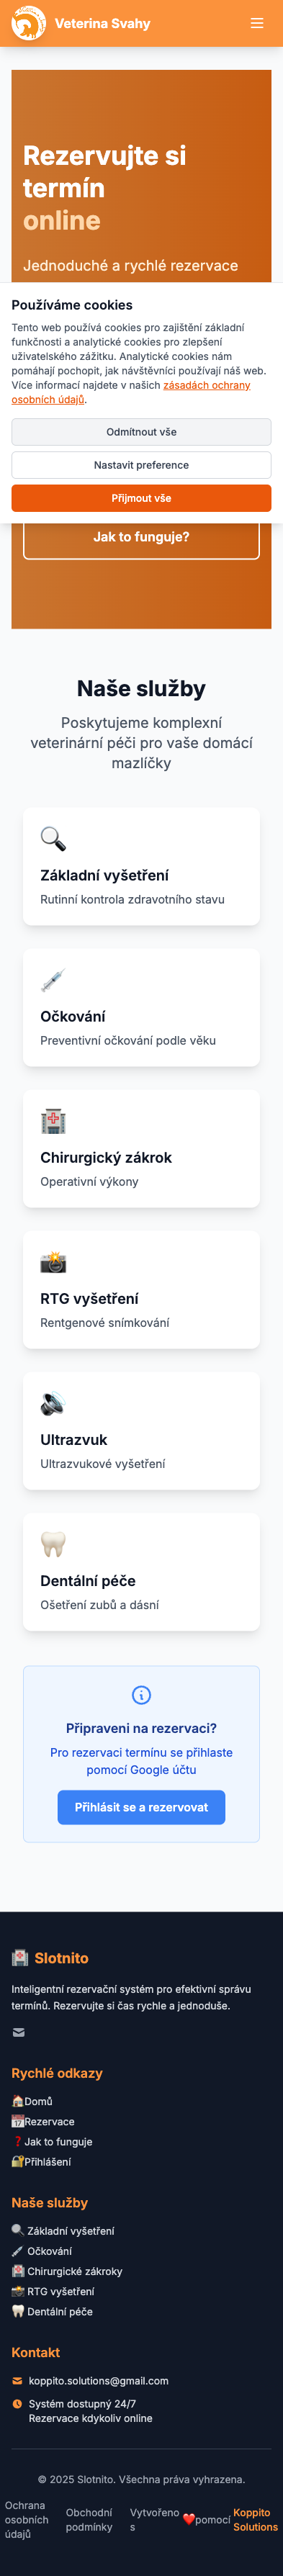 Veterina Svahy
Rezervujte si
termín
online
Jednoduché a rychlé rezervace
Používáme cookies
Tento web používá cookies pro zajištění základní
funkčnosti a analytické cookies pro zlepšení
uživatelského zážitku. Analytické cookies nám
pomáhají pochopit, jak návštěvníci používají náš web.
Více informací najdete v našich zásadách ochrany
osobních údajů.
Odmítnout vše
Nastavit preference
Přijmout vše
Jak to funguje?
Naše služby
Poskytujeme komplexní
veterinární péči pro vaše domácí
mazlíčky
Základní vyšetření
Rutinní kontrola zdravotního stavu
Očkování
Preventivní očkování podle věku
Chirurgický zákrok
Operativní výkony
RTG vyšetření
Rentgenové snímkování
Ultrazvuk
Ultrazvukové vyšetření
Dentální péče
Ošetření zubů a dásní
Připraveni na rezervaci?
Pro rezervaci termínu se přihlaste
pomocí Google účtu
Přihlásit se a rezervovat
Slotnito
Inteligentní rezervační systém pro efektivní správu
termínů. Rezervujte si čas rychle a jednoduše.
Rychlé odkazy
Domů
Rezervace
Jak to funguje
Přihlášení
Naše služby
Základní vyšetření
Očkování
Chirurgické zákroky
RTG vyšetření
Dentální péče
Kontakt
koppito.solutions@gmail.com
Systém dostupný 24/7
Rezervace kdykoliv online
© 2025 Slotnito. Všechna práva vyhrazena.
Ochrana
osobních
údajů
Obchodní
podmínky
Vytvořeno
s ❤️ pomocí
Koppito
Solutions